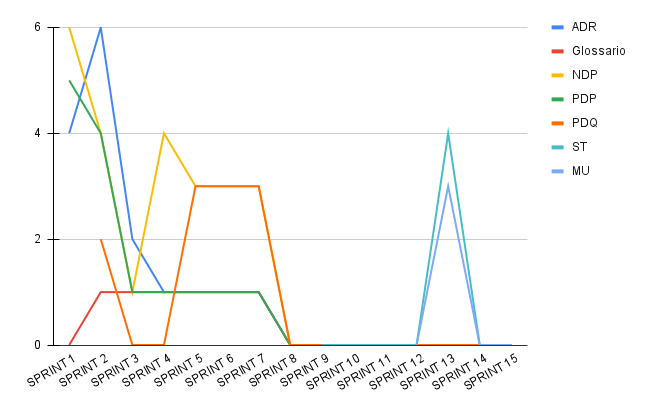 6
4
2
0
SPRINT 1
SPRINT 2
SPRINT 3
SPRINT 4
SPRINT 5
SPRINT 6
SPRINT 7
SPRINT 8
SPRINT 9
SPRINT 10
SPRINT 11
SPRINT 12
SPRINT 13
SPRINT 14
SPRINT 15
ADR
Glossario
NDP
PDP
PDQ
ST
MU